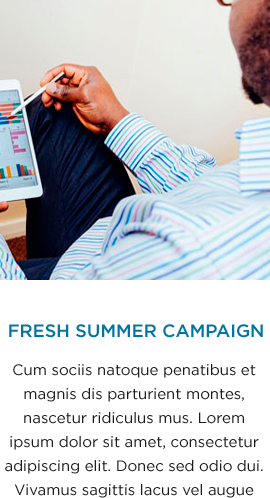 FRESH SUMMER CAMPAIGN
Cum sociis natoque penatibus et
magnis dis parturient montes,
nascetur ridiculus mus. Lorem
ipsum dolor sit amet, consectetur
adipiscing elit. Donec sed odio dui.
Vivamus sagittis lacus vel augue